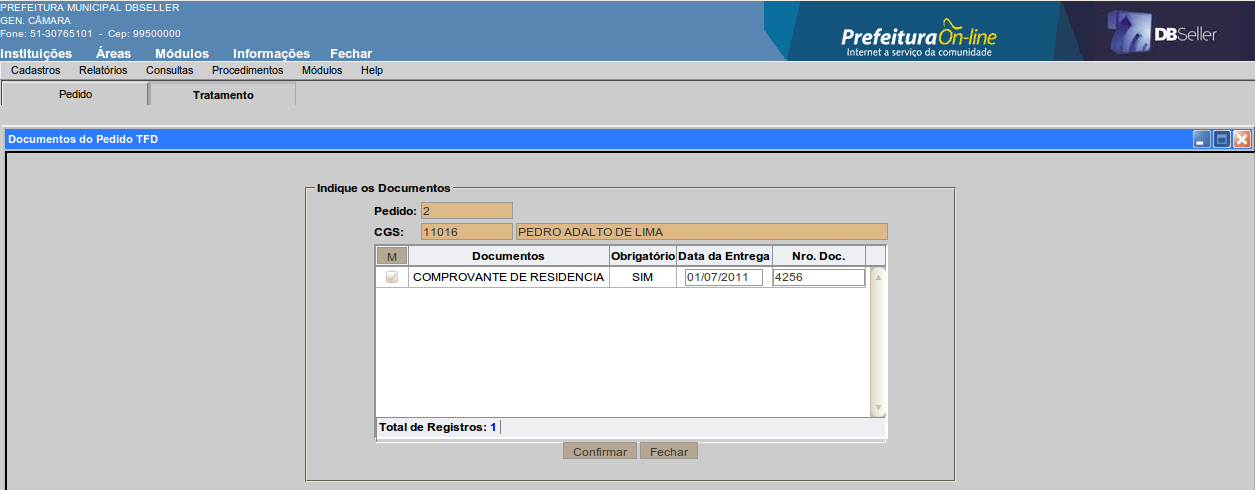 PREFEITURA MUNICIPAL DBSELLER
GEN. CÂMARA
Fone: 51-30765101 - Cep: 99500000
Instituições Áreas Módulos Informações Fechar
Prefeitura On-line
Internet a serviço da comunidade
DBSeller
Cadastros Relatórios Consultas Procedimentos Módulos Help
Pedido Tratamento
Documentos do Pedido TFD
Indique os Documentos
Pedido: 2
CGS: 11016 PEDRO ADALTO DE LIMA
M Documentos Obrigatório Data da Entrega Nro. Doc.
COMPROVANTE DE RESIDENCIA SIM 01/07/2011 4256
Total de Registros: 1
Confirmar Fechar